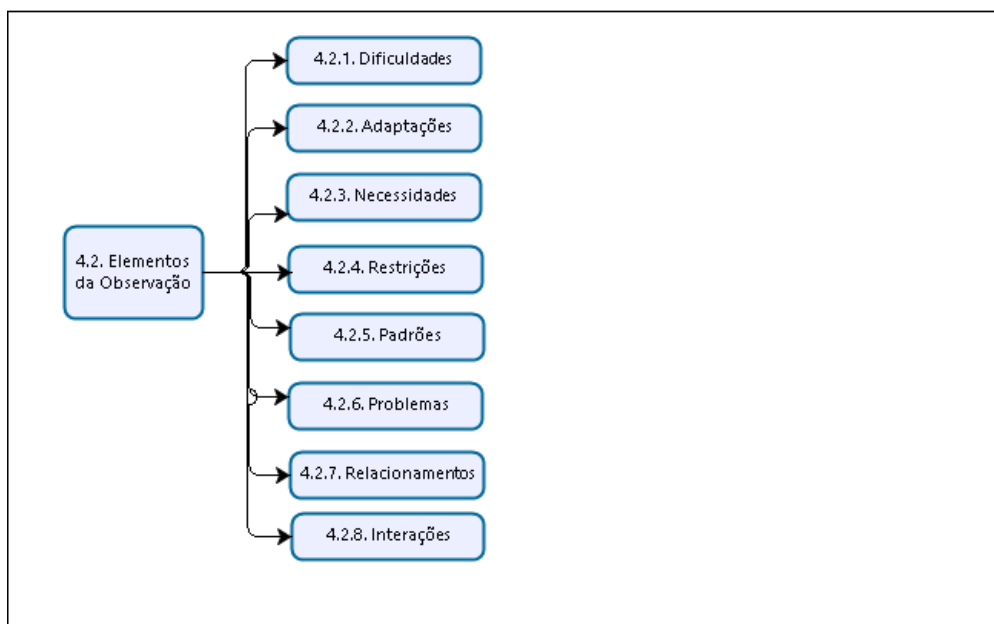 4.2. Elementos
da Observação
4.2.1. Dificuldades
4.2.2. Adaptações
4.2.3. Necessidades
4.2.4. Restrições
4.2.5. Padrões
4.2.6. Problemas
4.2.7. Relacionamentos
4.2.8. Interações